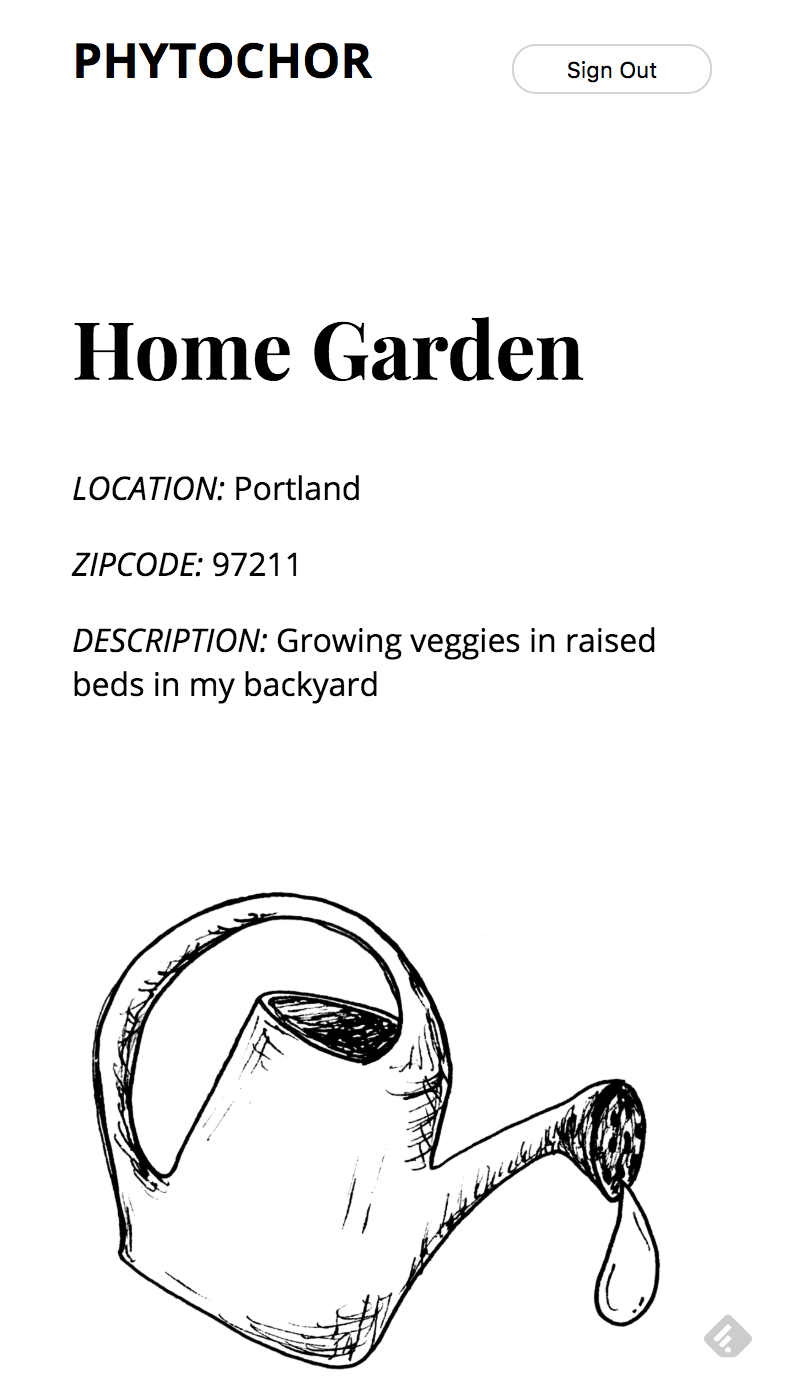 PHYTOCHOR
Sign Out
Home Garden
LOCATION: Portland
ZIPCODE: 97211
DESCRIPTION: Growing veggies in raised
beds in my backyard